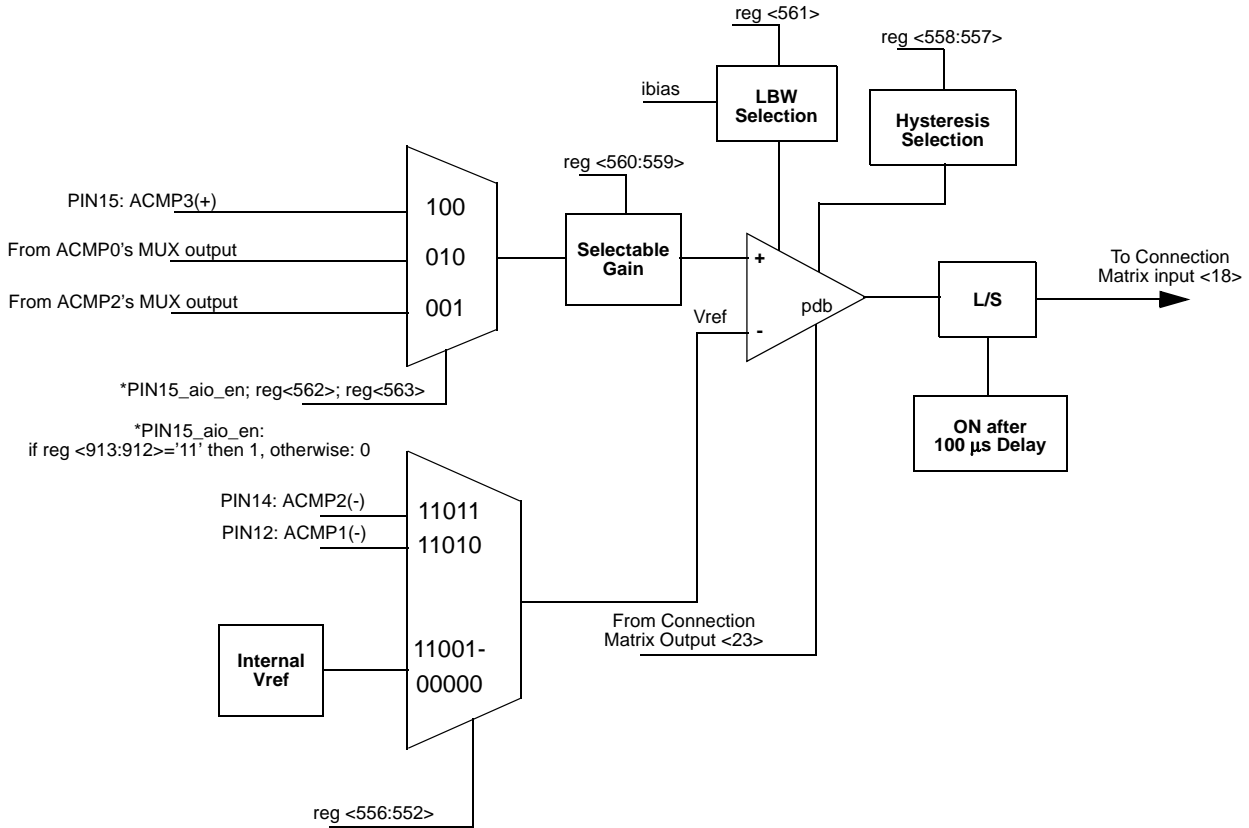 reg <561>
reg <558:557>
ibias
LBW
Selection
Hysteresis
Selection
reg <560:559>
PIN15: ACMP3(+)
100
From ACMP0's MUX output
010
From ACMP2's MUX output
001
Selectable
Gain
+
-
pdb
Vref
L/S
To Connection
Matrix input <18>
*PIN15_aio_en; reg<562>; reg<563>
*PIN15_aio_en:
if reg <913:912>='11' then 1, otherwise: 0
ON after
100 µs Delay
PIN14: ACMP2(-)
11011
PIN12: ACMP1(-)
11010
From Connection
Matrix Output <23>
Internal
Vref
11001-
00000
reg <556:552>